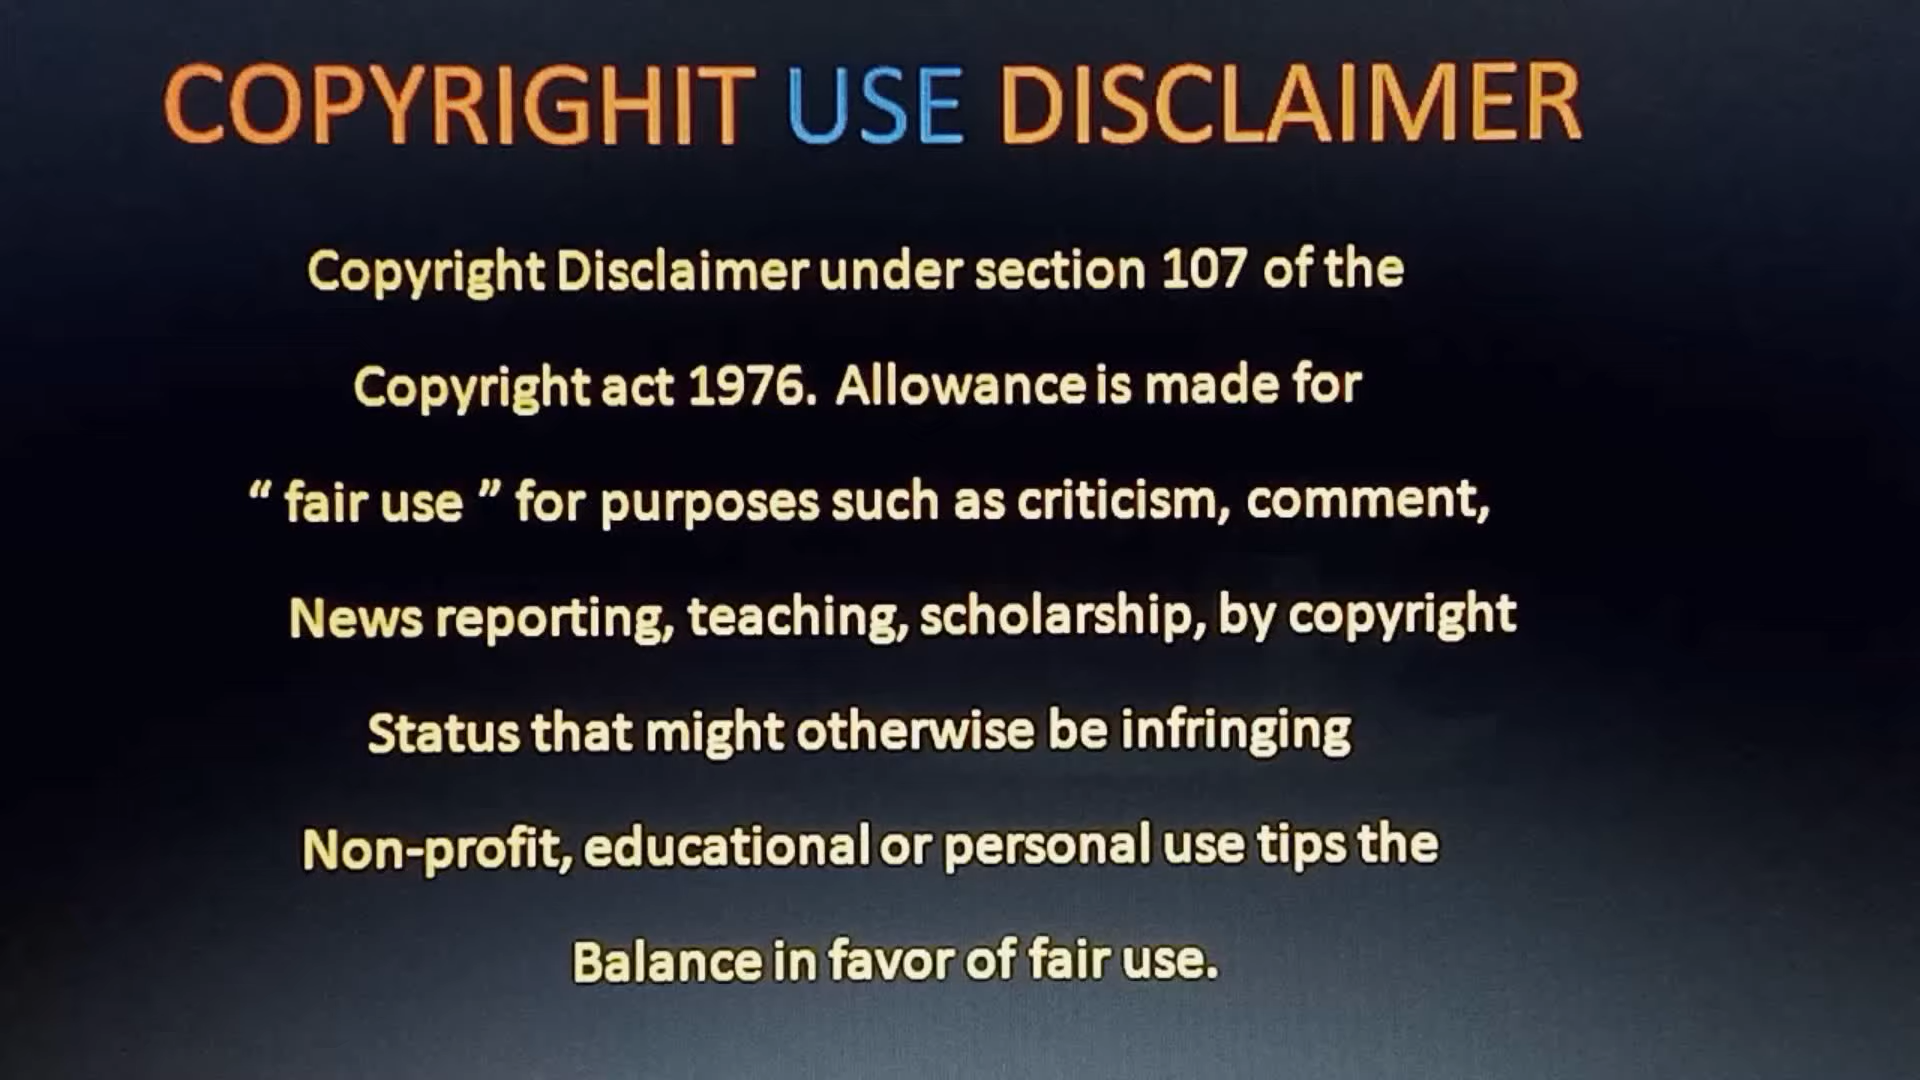 COPYRIGHIT USE DISCLAIMER
Copyright Disclaimer under section 107 of the
Copyright act 1976. Allowance is made for
“ fair use ” for purposes such as criticism, comment,
News reporting, teaching, scholarship, by copyright
Status that might otherwise be infringing
Non-profit, educational or personal use tips the
Balance in favor of fair use.